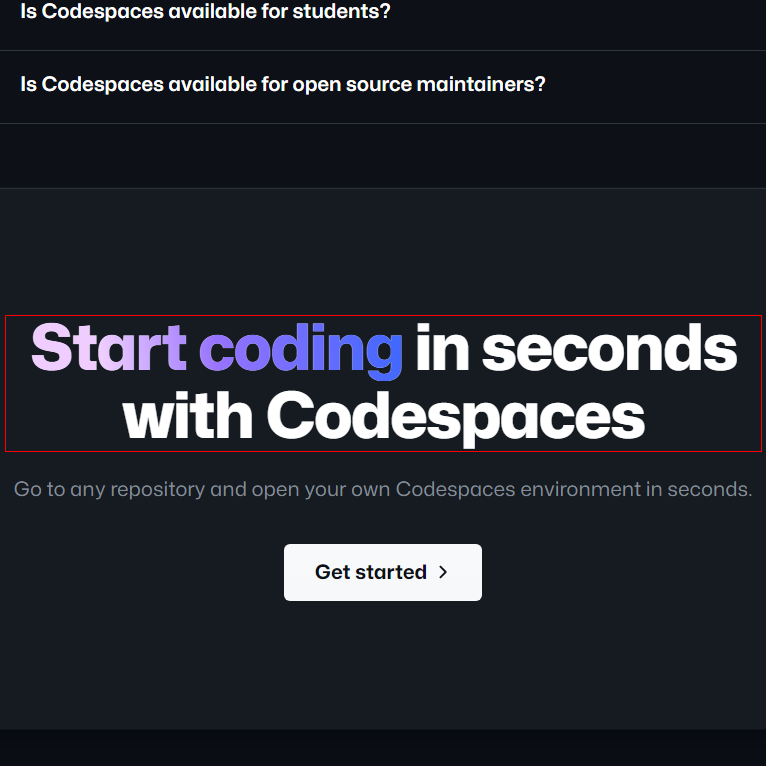 Is Codespaces available for students?
Is Codespaces available for open source maintainers?
Start coding in seconds
with Codespaces
Go to any repository and open your own Codespaces environment in seconds.
Get started